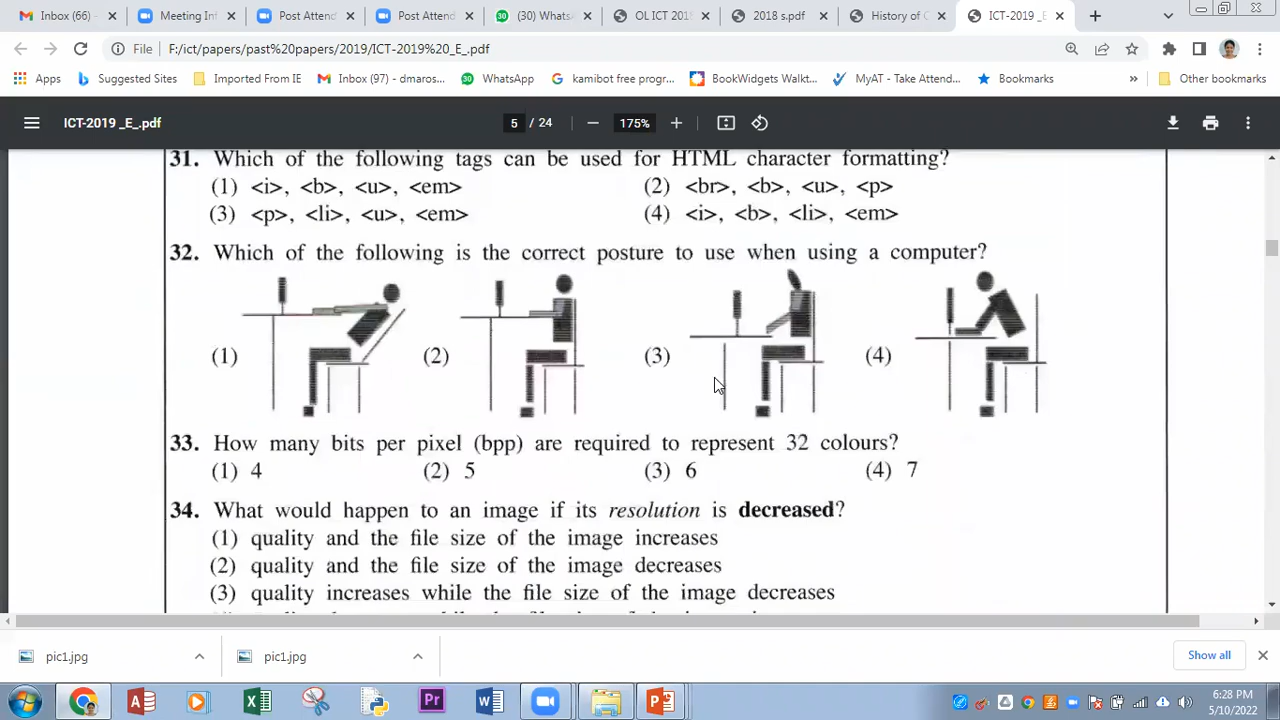 Inbox (66)
Meeting In
Post Attend
Post Attend
(30) Whats
OL ICT 201
2018 s.pdf
History of C
ICT-2019 _E
File F:/ict/papers/past%20papers/2019/ICT-2019%20_E_.pdf
Apps Suggested Sites Imported From IE Inbox (97) - dmaros... WhatsApp kamibot free progr... BookWidgets Walkt... MyAT - Take Attend... Bookmarks » Other bookmarks
ICT-2019 _E_.pdf 5 / 24 175%
31. Which of the following tags can be used for HTML character formatting?
(1) <i>, <b>, <u>, <em> (2) <br>, <b>, <u>, <p>
(3) <p>, <li>, <u>, <em> (4) <i>, <b>, <li>, <em>
32. Which of the following is the correct posture to use when using a computer?
(1) (2) (3) (4)
33. How many bits per pixel (bpp) are required to represent 32 colours?
(1) 4 (2) 5 (3) 6 (4) 7
34. What would happen to an image if its resolution is decreased?
(1) quality and the file size of the image increases
(2) quality and the file size of the image decreases
(3) quality increases while the file size of the image decreases
pic1.jpg pic1.jpg Show all
Pr
6:28 PM
5/10/2022